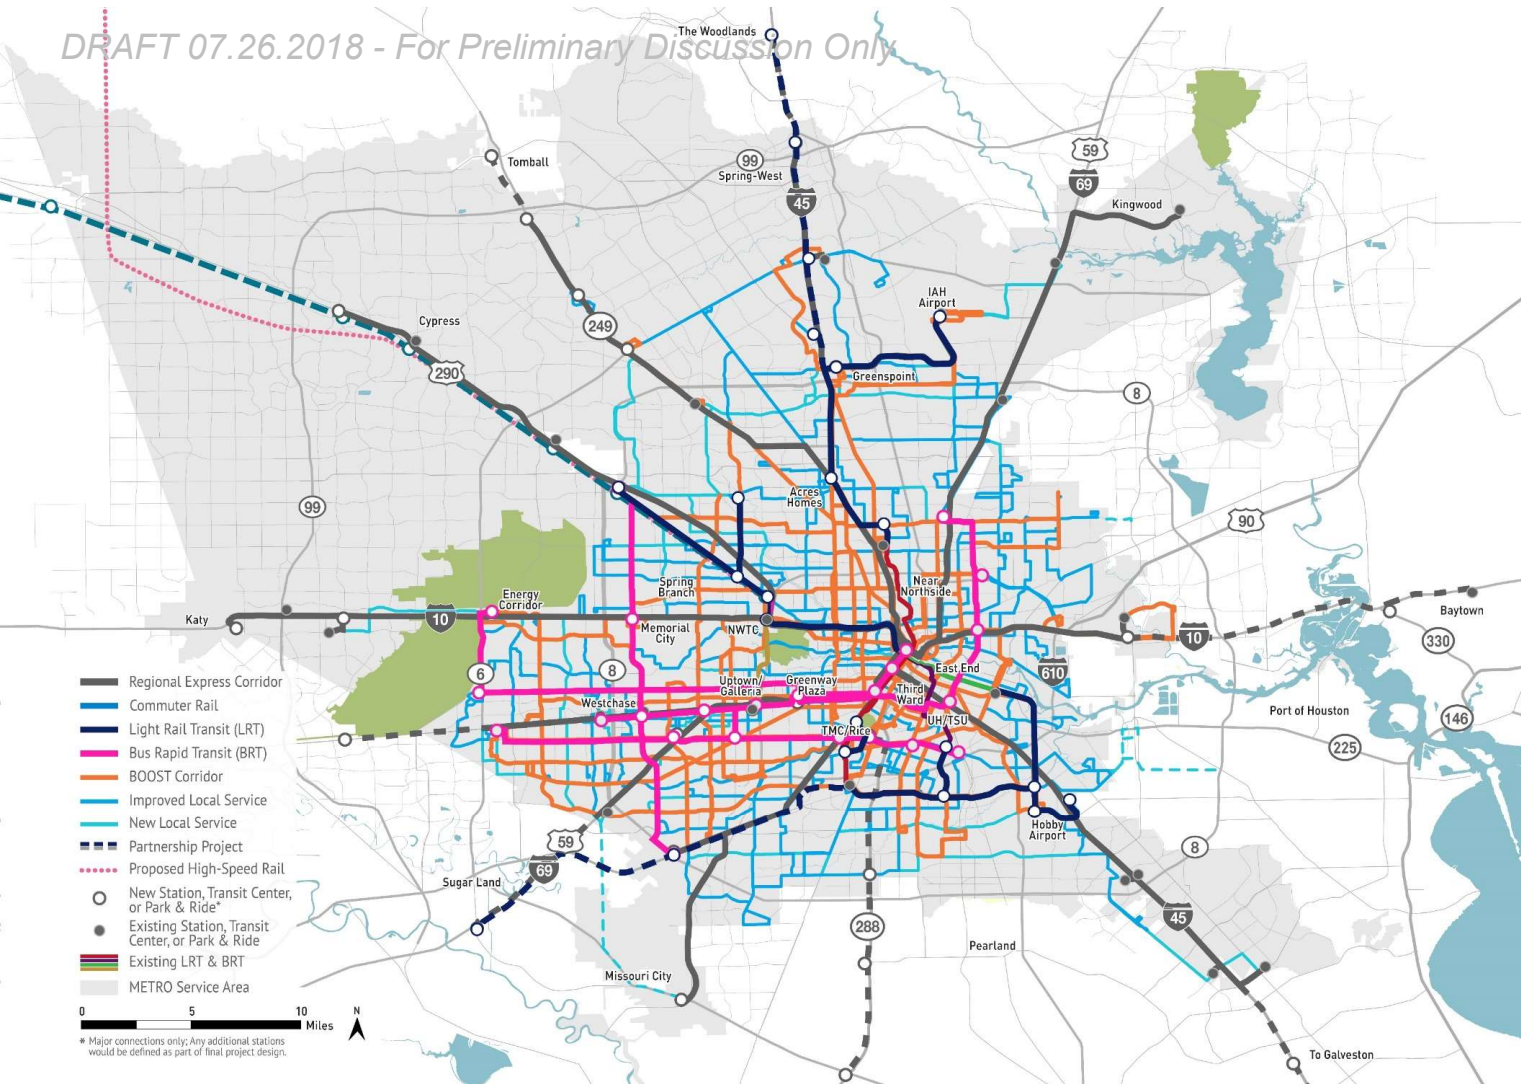 DRAFT 07.26.2018 - For Preliminary Discussion Only
The Woodlands
59
99
Spring-West
Tomball
69
45
Kingwood
IAH
Airport
Cypress
249
290
Greenspoint
8
99
Acres
Homes
90
Energy
Corridor
Spring
Branch
Near
Northside
Katy
10
Memorial
City
NWTC
10
Baytown
330
6
8
Uptown/
Galleria
Greenway
Plaza
East End
610
Westchase
Third
Ward
UH/TSU
TMC/Rice
Port of Houston
146
225
Hobby
Airport
59
69
8
Sugar Land
45
288
Pearland
Missouri City
To Galveston
Regional Express Corridor
Commuter Rail
Light Rail Transit (LRT)
Bus Rapid Transit (BRT)
BOOST Corridor
Improved Local Service
New Local Service
Partnership Project
Proposed High-Speed Rail
New Station, Transit Center,
or Park & Ride*
Existing Station, Transit
Center, or Park & Ride
Existing LRT & BRT
METRO Service Area
0 5 10
Miles
N
* Major connections only; Any additional stations
would be defined as part of final project design.